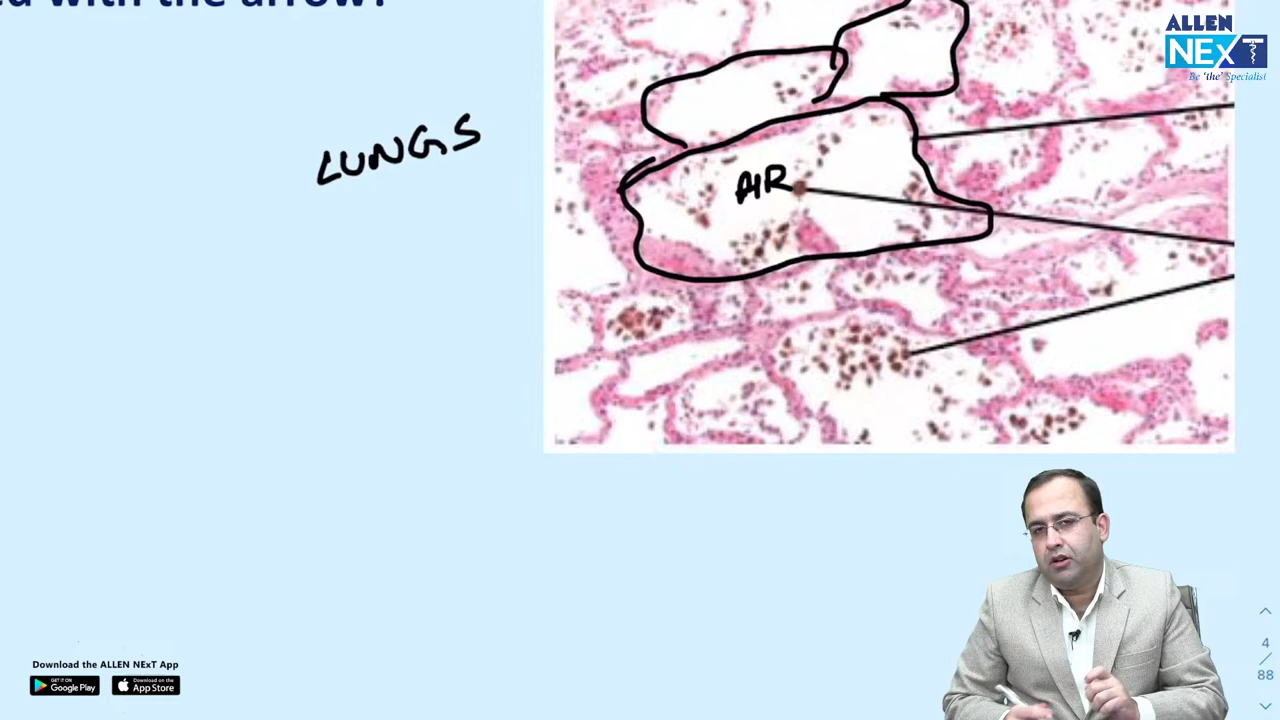 with the arrow?
ALLEN
NExT
Be 'the' Specialist
LUNGS
AIR
4
/
88
Download the ALLEN NExT App
GET IT ON
Google Play
Download on the
App Store